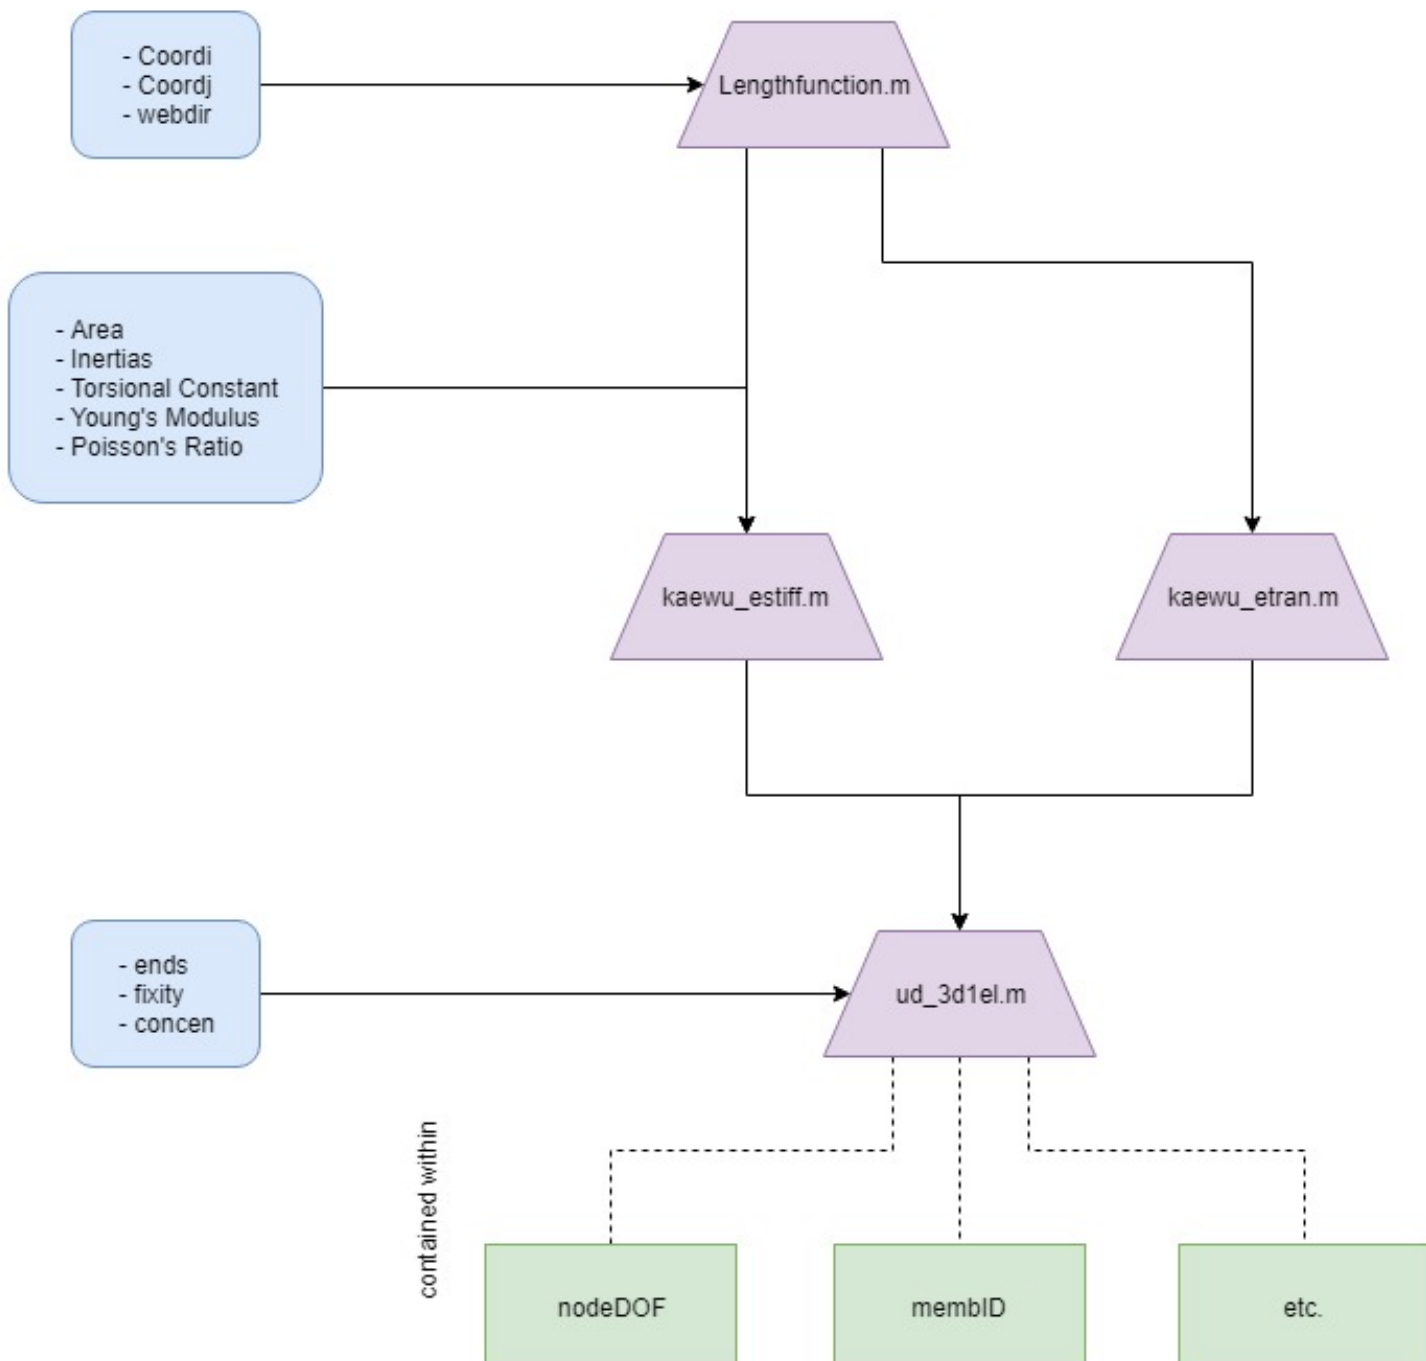 - Coordi
- Coordj
- webdir
Lengthfunction.m
- Area
- Inertias
- Torsional Constant
- Young's Modulus
- Poisson's Ratio
kaewu_estiff.m
kaewu_etran.m
- ends
- fixity
- concen
ud_3d1el.m
contained within
nodeDOF
membID
etc.